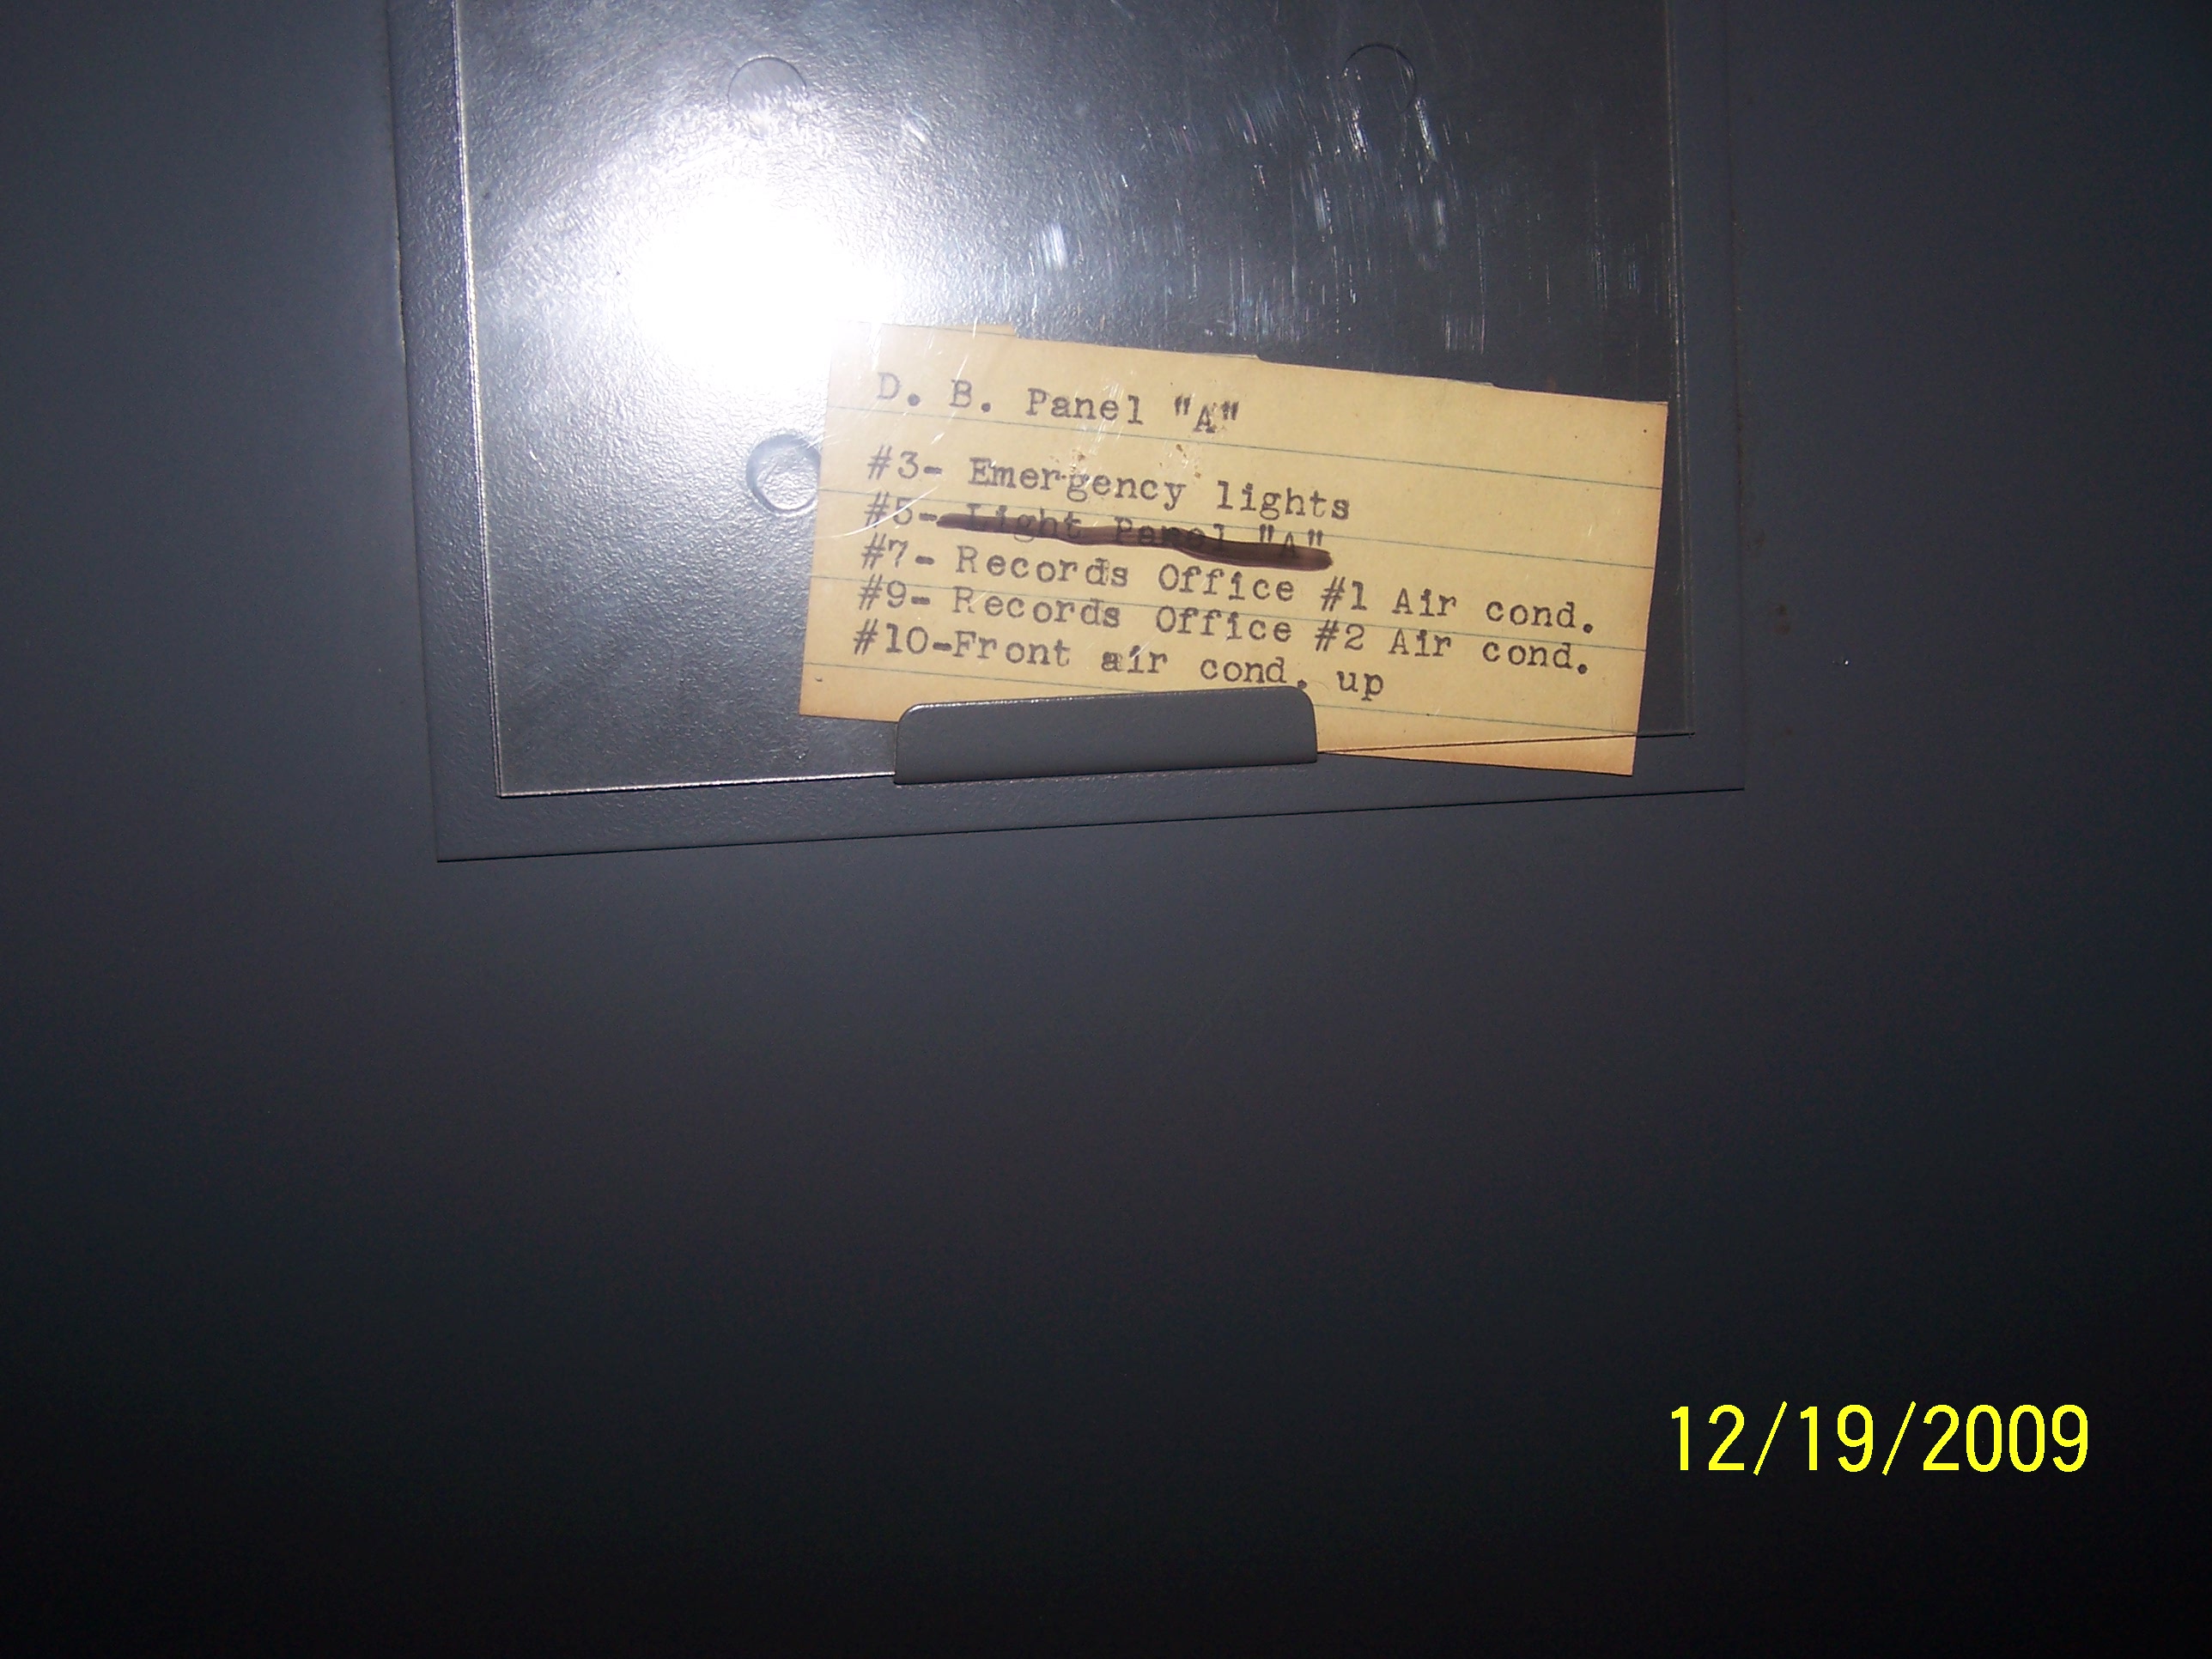 D. B. Panel "A"
#3- Emergency lights
#5- Light Panel "A"
#7- Records Office #1 Air cond.
#9- Records Office #2 Air cond.
#10-Front air cond. up
12/19/2009